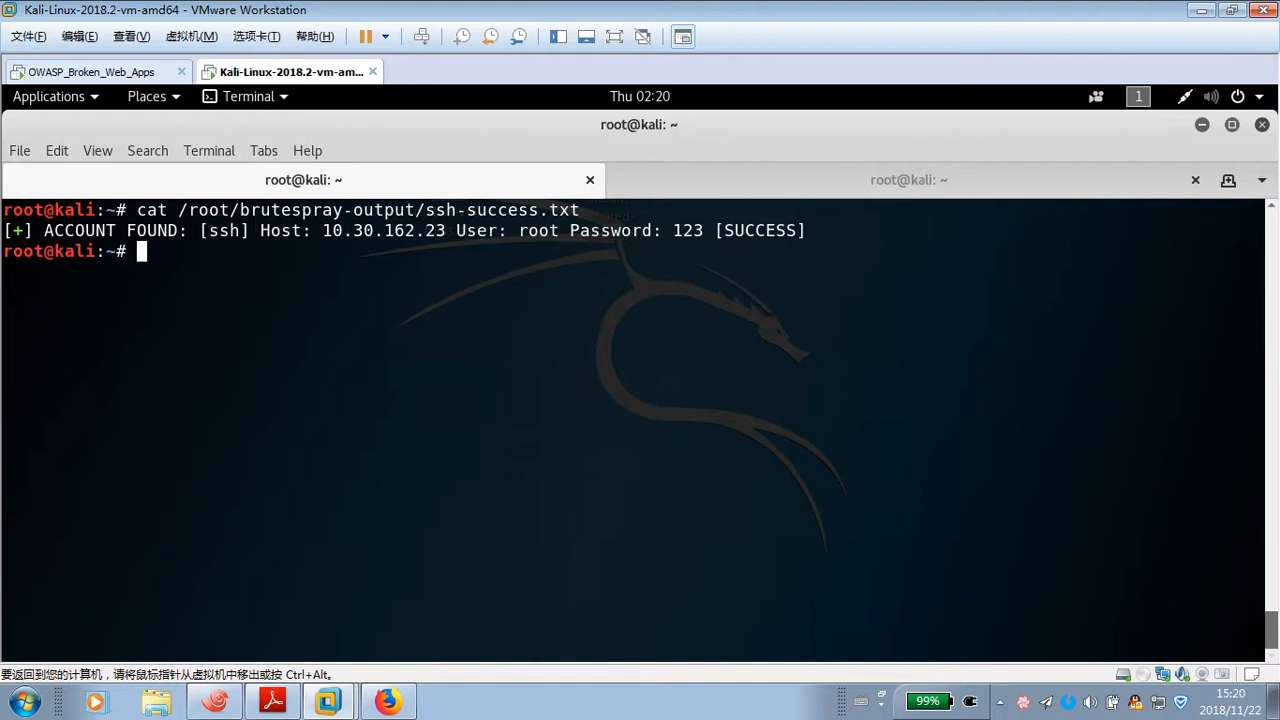 Kali-Linux-2018.2-vm-amd64 - VMware Workstation
文件(F) 编辑(E) 查看(V) 虚拟机(M) 选项卡(T) 帮助(H)
OWASP_Broken_Web_Apps Kali-Linux-2018.2-vm-am...
Applications Places Terminal Thu 02:20 1
root@kali: ~
File Edit View Search Terminal Tabs Help
root@kali: ~ root@kali: ~
root@kali:~# cat /root/brutespray-output/ssh-success.txt
[+] ACCOUNT FOUND: [ssh] Host: 10.30.162.23 User: root Password: 123 [SUCCESS]
root@kali:~#
要返回到您的计算机，请将鼠标指针从虚拟机中移出或按 Ctrl+Alt。
99% 15:20
2018/11/22